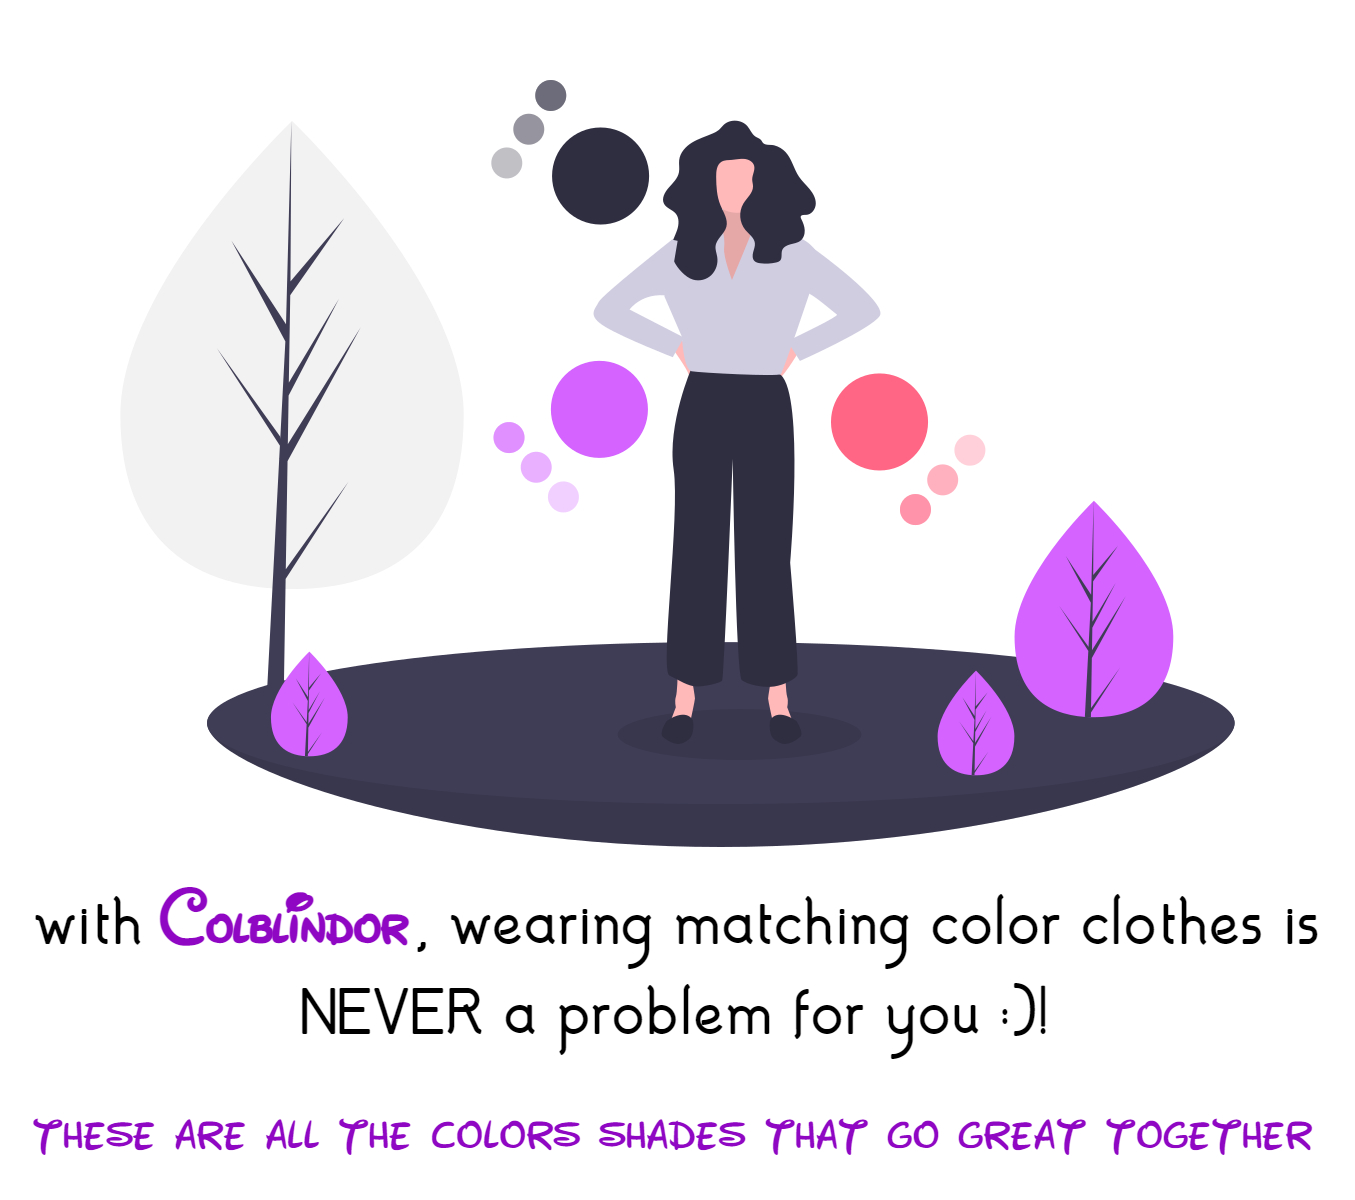 with Colblindor, wearing matching color clothes is
NEVER a problem for you :)!
THESE ARE ALL THE COLORS SHADES THAT GO GREAT TOGETHER